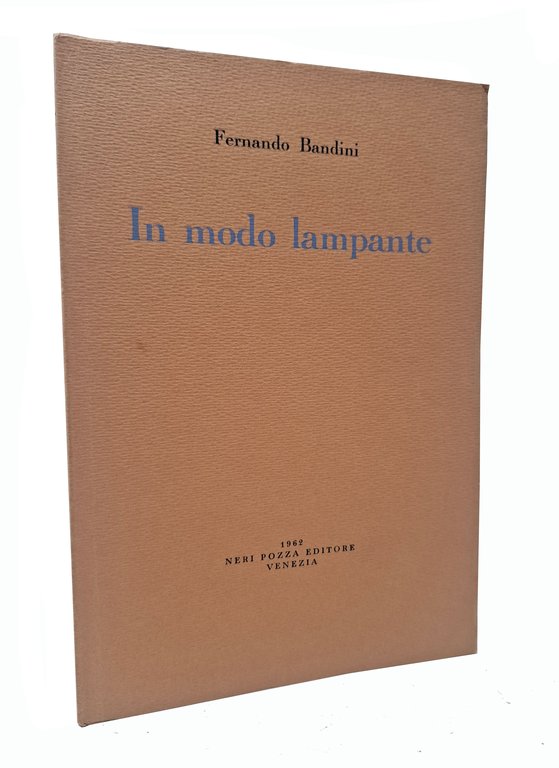 Fernando Bandini
In modo lampante
1962
NERI POZZA EDITORE
VENEZIA